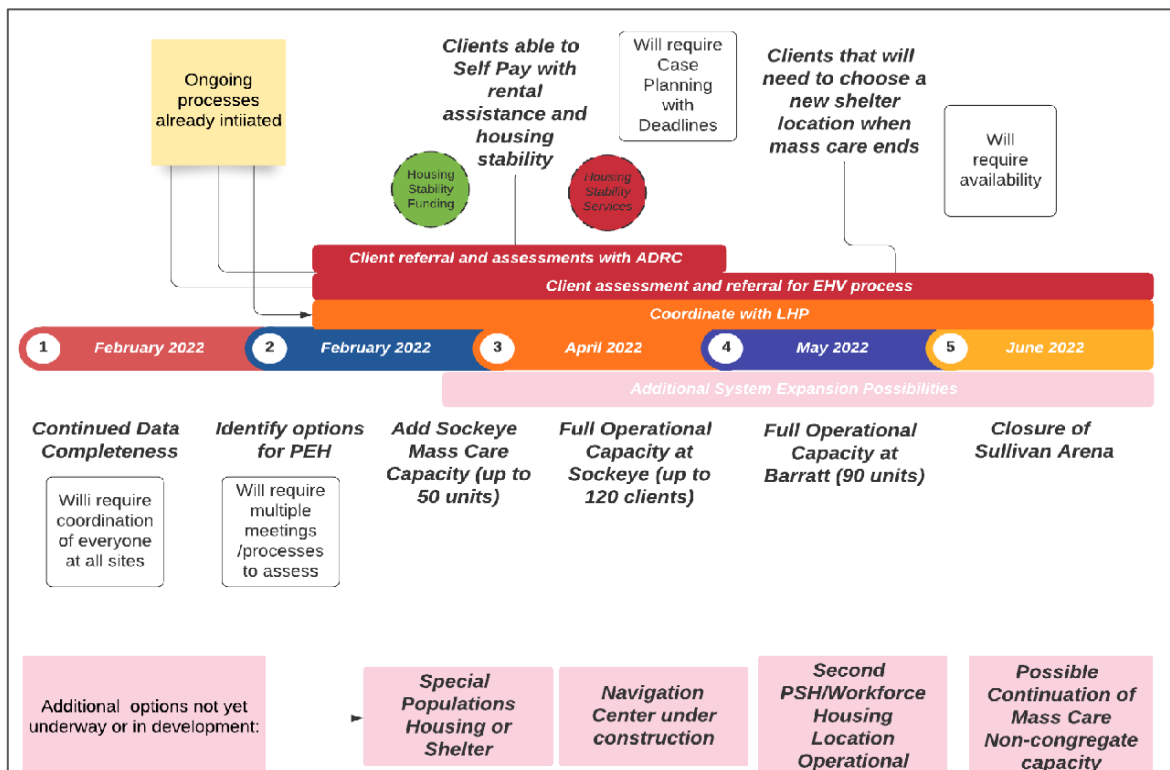 Ongoing
processes
already intiiated
Clients able to
Self Pay with
rental
assistance and
housing
stability
Will require
Case
Planning
with
Deadlines
Clients that will
need to choose a
new shelter
location when
mass care ends
Will
require
availability
Housing
Stability
Funding
Housing
Stability
Services
Client referral and assessments with ADRC
Client assessment and referral for EHV process
Coordinate with LHP
1 February 2022
2 February 2022
3 April 2022
4 May 2022
5 June 2022
Additional System Expansion Possibilities
Continued Data
Completeness
Willi require
coordination
of everyone
at all sites
Identify options
for PEH
Will require
multiple
meetings
/processes
to assess
Add Sockeye
Mass Care
Capacity (up to
50 units)
Full Operational
Capacity at
Sockeye (up to
120 clients)
Full Operational
Capacity at
Barratt (90 units)
Closure of
Sullivan Arena
Additional options not yet
underway or in development:
Special
Populations
Housing or
Shelter
Navigation
Center under
construction
Second
PSH/Workforce
Housing
Location
Operational
Possible
Continuation of
Mass Care
Non-congregate
capacity